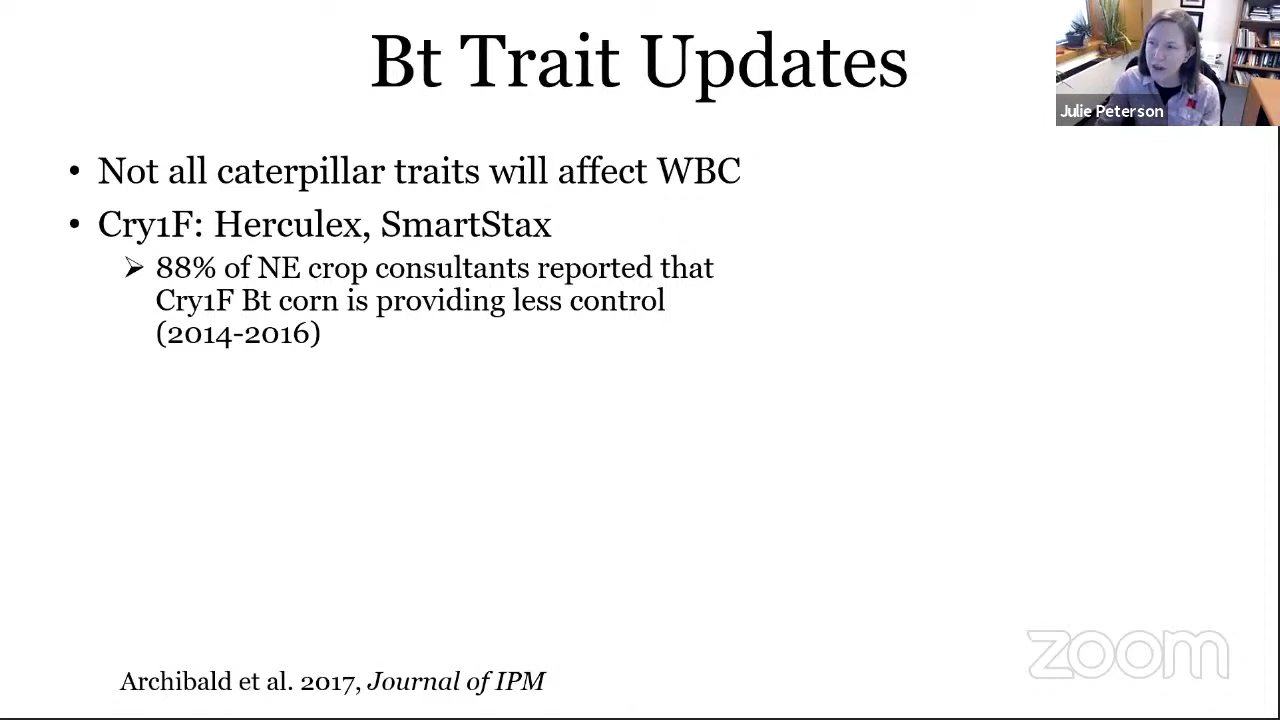 Bt Trait Updates
Julie Peterson
• Not all caterpillar traits will affect WBC
• Cry1F: Herculex, SmartStax
➢ 88% of NE crop consultants reported that
Cry1F Bt corn is providing less control
(2014-2016)
zoom
Archibald et al. 2017, Journal of IPM